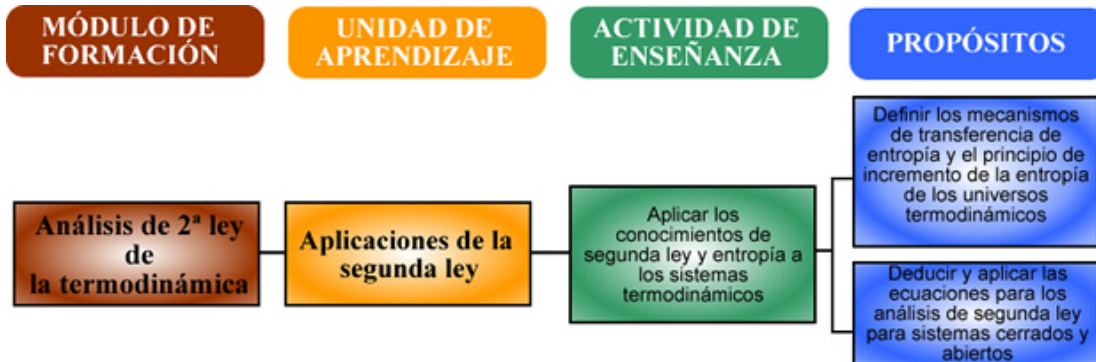 MÓDULO DE
FORMACIÓN
UNIDAD DE
APRENDIZAJE
ACTIVIDAD DE
ENSEÑANZA
PROPÓSITOS
Análisis de 2ª ley
de
la termodinámica
Aplicaciones de la
segunda ley
Aplicar los
conocimientos de
segunda ley y entropía a
los sistemas
termodinámicos
Definir los mecanismos
de transferencia de
entropía y el principio de
incremento de la entropía
de los universos
termodinámicos
Deducir y aplicar las
ecuaciones para los
análisis de segunda ley
para sistemas cerrados y
abiertos